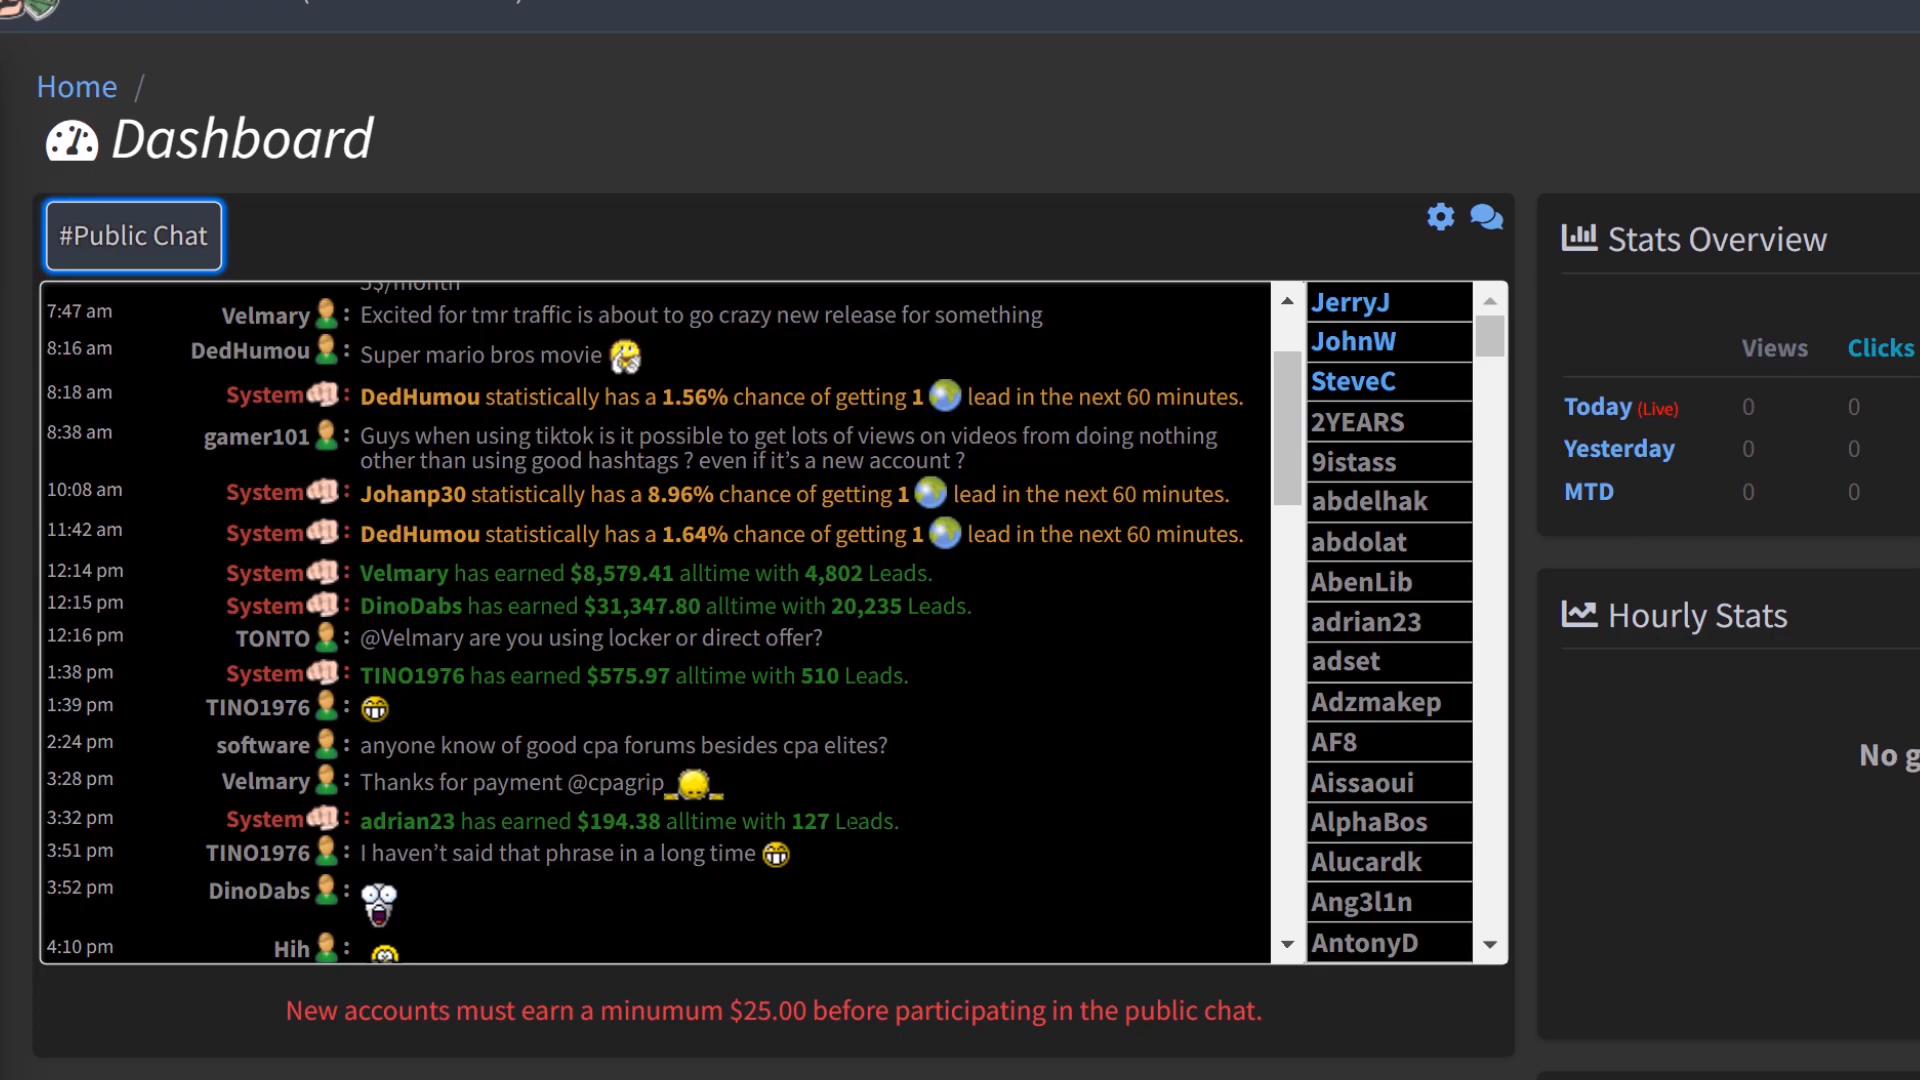 Home /
Dashboard
#Public Chat
7:47 am Velmary : Excited for tmr traffic is about to go crazy new release for something
8:16 am DedHumou : Super mario bros movie
8:18 am System : DedHumou statistically has a 1.56% chance of getting 1 lead in the next 60 minutes.
8:38 am gamer101 : Guys when using tiktok is it possible to get lots of views on videos from doing nothing
other than using good hashtags ? even if it's a new account ?
10:08 am System : Johanp30 statistically has a 8.96% chance of getting 1 lead in the next 60 minutes.
11:42 am System : DedHumou statistically has a 1.64% chance of getting 1 lead in the next 60 minutes.
12:14 pm System : Velmary has earned $8,579.41 alltime with 4,802 Leads.
12:15 pm System : DinoDabs has earned $31,347.80 alltime with 20,235 Leads.
12:16 pm TONTO : @Velmary are you using locker or direct offer?
1:38 pm System : TINO1976 has earned $575.97 alltime with 510 Leads.
1:39 pm TINO1976 :
2:24 pm software : anyone know of good cpa forums besides cpa elites?
3:28 pm Velmary : Thanks for payment @cpagrip
3:32 pm System : adrian23 has earned $194.38 alltime with 127 Leads.
3:51 pm TINO1976 : I haven't said that phrase in a long time
3:52 pm DinoDabs :
4:10 pm Hih :
JerryJ
JohnW
SteveC
2YEARS
9istass
abdelhak
abdolat
AbenLib
adrian23
adset
Adzmakep
AF8
Aissaoui
AlphaBos
Alucardk
Ang3l1n
AntonyD
New accounts must earn a minumum $25.00 before participating in the public chat.
Stats Overview
Views Clicks
Today (Live) 0 0
Yesterday 0 0
MTD 0 0
Hourly Stats
No g